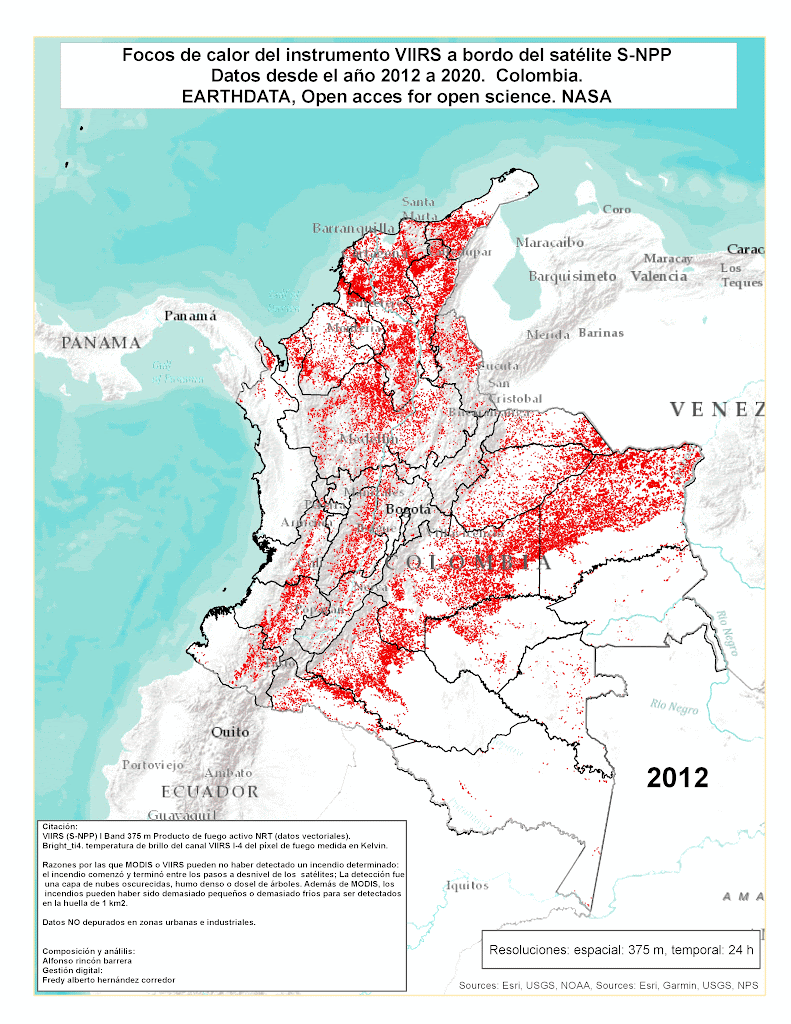 Focos de calor del instrumento VIIRS a bordo del satélite S-NPP
Datos desde el año 2012 a 2020.  Colombia.
EARTHDATA, Open acces for open science. NASA
Santa
Marta
Coro
Barranquilla
Maracaibo
Carac
Maracay
Los
Teques
Barquisimeto
Valencia
Panamá
PANAMA
Gulf
of Panama
Mérida
Barinas
Cucuta
San
Cristobal
VENEZ
Medellín
Manizales
Bogota
COLOMBIA
Rio Negro
Rio Negro
Quito
Portoviejo
Ambato
ECUADOR
Guayaquil
2012
Iquitos
AMA
Citación:
VIIRS (S-NPP) I Band 375 m Producto de fuego activo NRT (datos vectoriales).
Bright_ti4. temperatura de brillo del canal VIIRS I-4 del píxel de fuego medida en Kelvin.
Razones por las que MODIS o VIIRS pueden no haber detectado un incendio determinado:
el incendio comenzó y terminó entre los pasos a desnivel de los  satélites; La detección fue
una capa de nubes oscurecidas, humo denso o dosel de árboles. Además de MODIS, los
incendios pueden haber sido demasiado pequeños o demasiado fríos para ser detectados
en la huella de 1 km2.
Datos NO depurados en zonas urbanas e industriales.
Composición y análilis:
Alfonso rincón barrera
Gestión digital:
Fredy alberto hernández corredor
Resoluciones: espacial: 375 m, temporal: 24 h
Sources: Esri, USGS, NOAA, Sources: Esri, Garmin, USGS, NPS